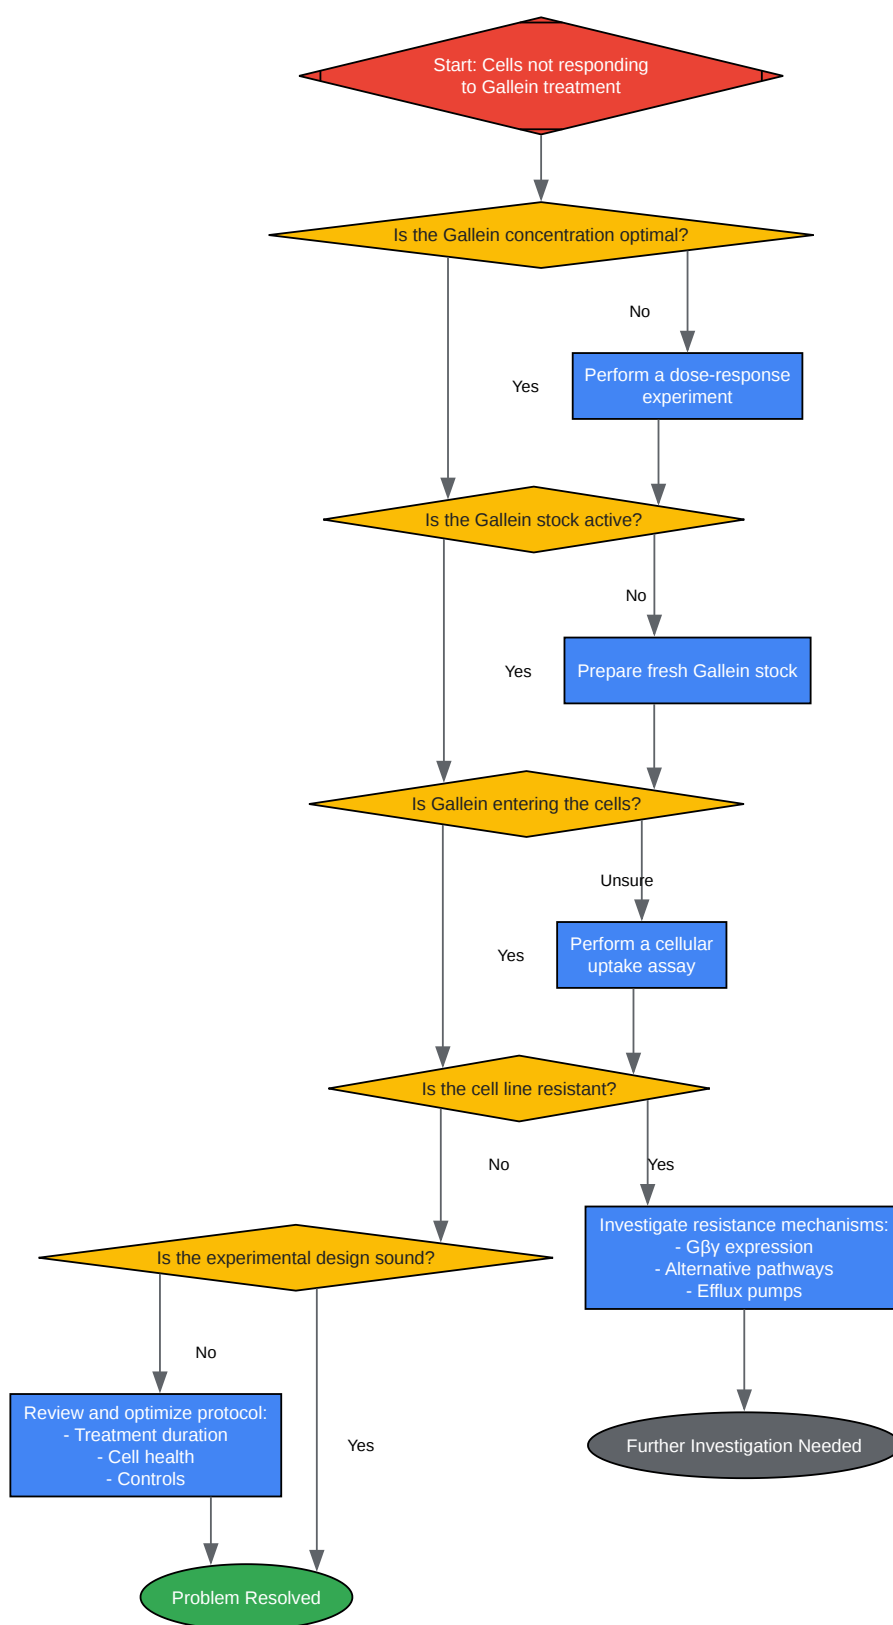 Start: Cells not responding
to Gallein treatment
Is the Gallein concentration optimal?
No
Yes
Perform a dose-response
experiment
Is the Gallein stock active?
No
Yes
Prepare fresh Gallein stock
Is Gallein entering the cells?
Unsure
Yes
Perform a cellular
uptake assay
Is the cell line resistant?
No
Yes
Investigate resistance mechanisms:
- Gβγ expression
- Alternative pathways
- Efflux pumps
Is the experimental design sound?
No
Review and optimize protocol:
- Treatment duration
- Cell health
- Controls
Yes
Further Investigation Needed
Problem Resolved